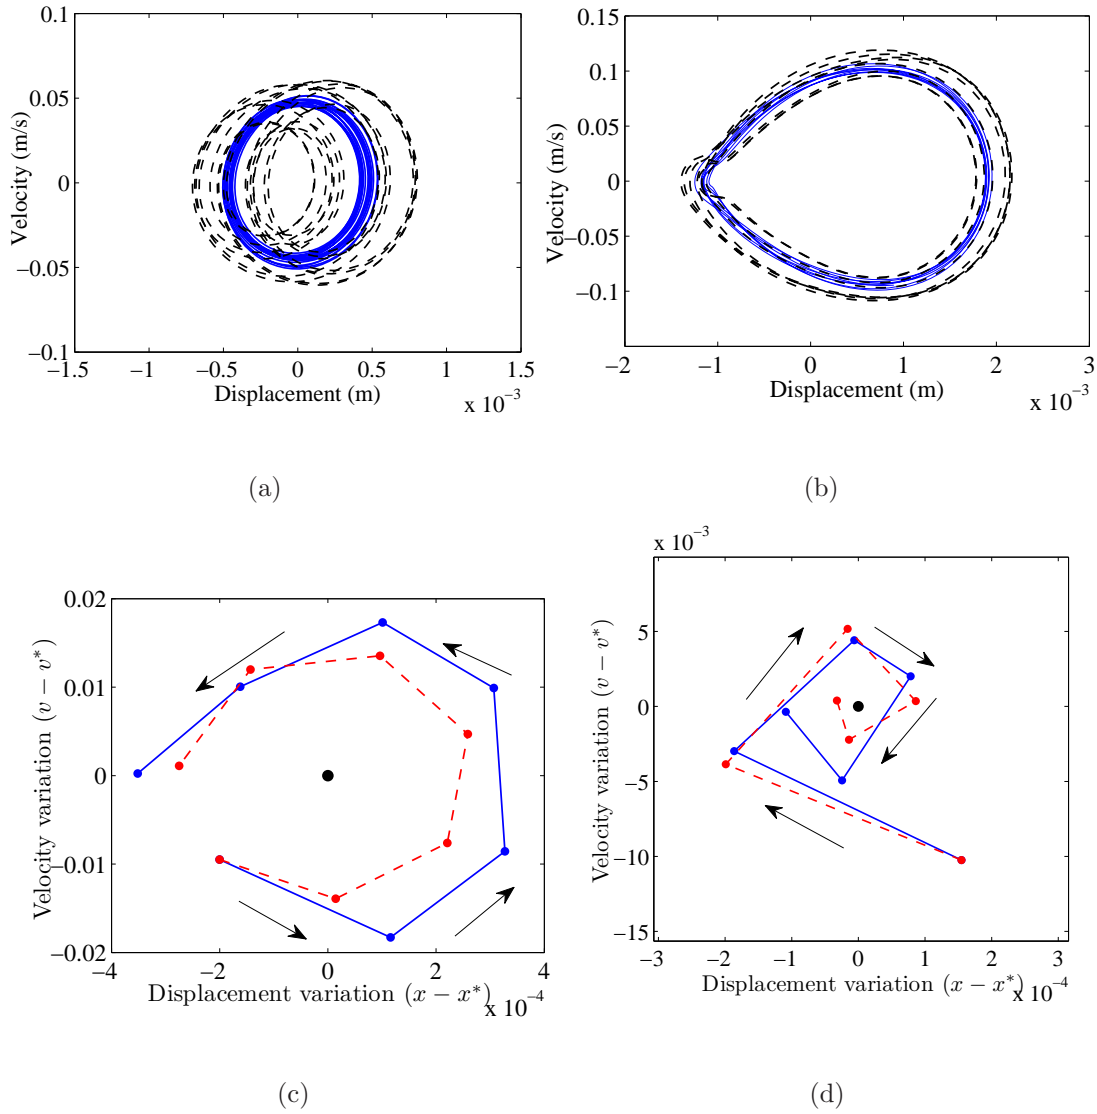 0.1
0.05
0
−0.05
−0.1
−1.5 −1 −0.5 0 0.5 1 1.5
Displacement (m)
x 10⁻³
Velocity (m/s)
(a)
0.15
0.1
0.05
0
−0.05
−0.1
−2 −1 0 1 2 3
Displacement (m)
x 10⁻³
Velocity (m/s)
(b)
0.02
0.01
0
−0.01
−0.02
−4 −2 0 2 4
Displacement variation (x − x*)
x 10⁻⁴
Velocity variation (v − v*)
(c)
x 10⁻³
5
0
−5
−10
−15
−3 −2 −1 0 1 2 3
Displacement variation (x − x*)
x 10⁻⁴
Velocity variation (v − v*)
(d)